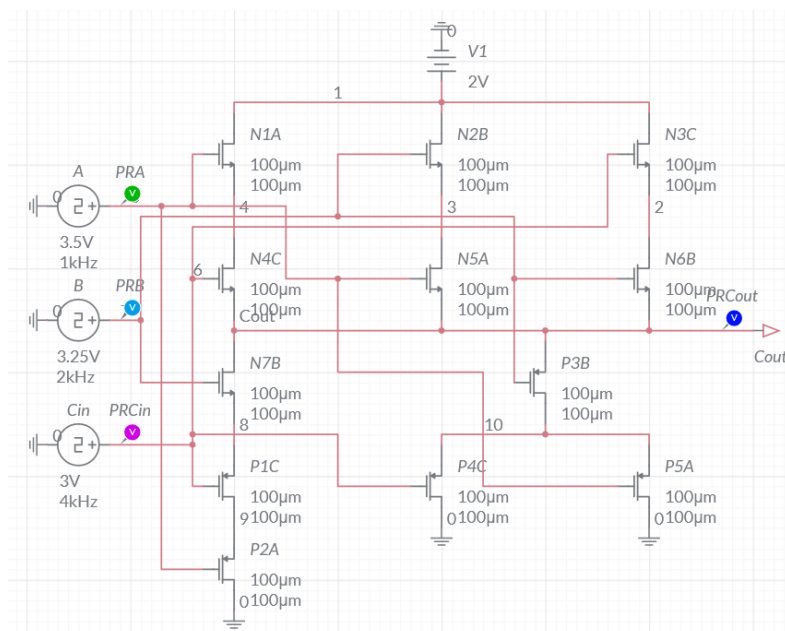 0
V1
2V
1
N1A
100µm
100µm
N2B
100µm
100µm
N3C
100µm
100µm
A
PRA
0
3.5V
1kHz
4
3
2
6
N4C
100µm
100µm
N5A
100µm
100µm
N6B
100µm
100µm
B
PRB
0
3.25V
2kHz
Cout
PRCout
Cout
N7B
100µm
100µm
P3B
100µm
100µm
Cin
PRCin
0
3V
4kHz
8
10
P1C
100µm
100µm
P4C
100µm
100µm
0
P5A
100µm
100µm
0
9
P2A
100µm
100µm
0
V
V
V
V